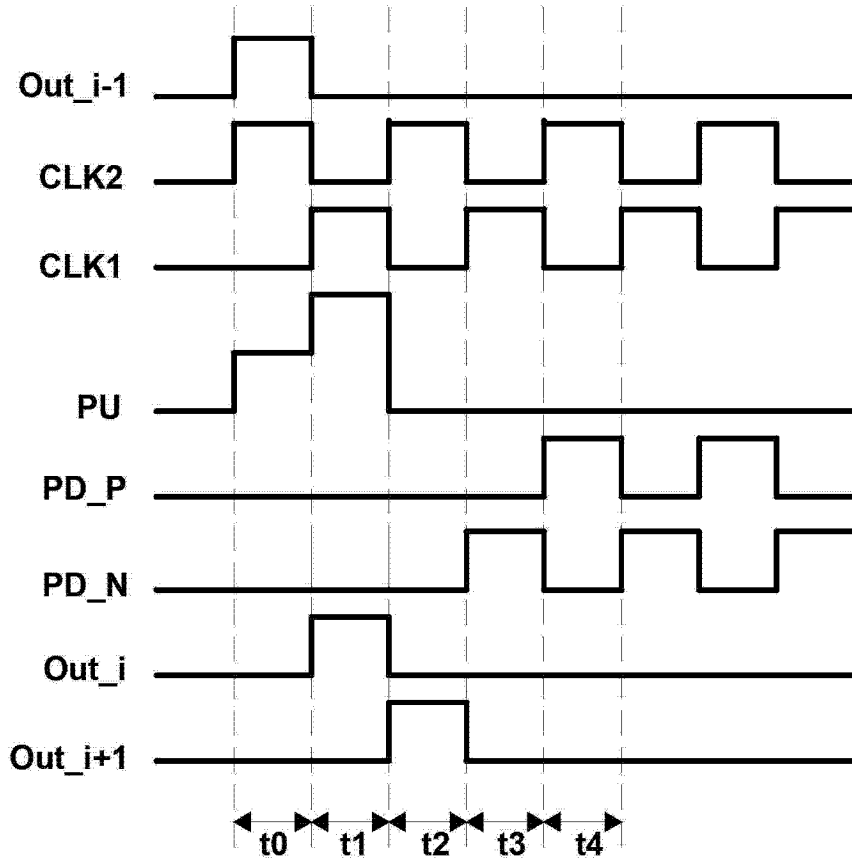 Out_i-1
CLK2
CLK1
PU
PD_P
PD_N
Out_i
Out_i+1
t0 t1 t2 t3 t4